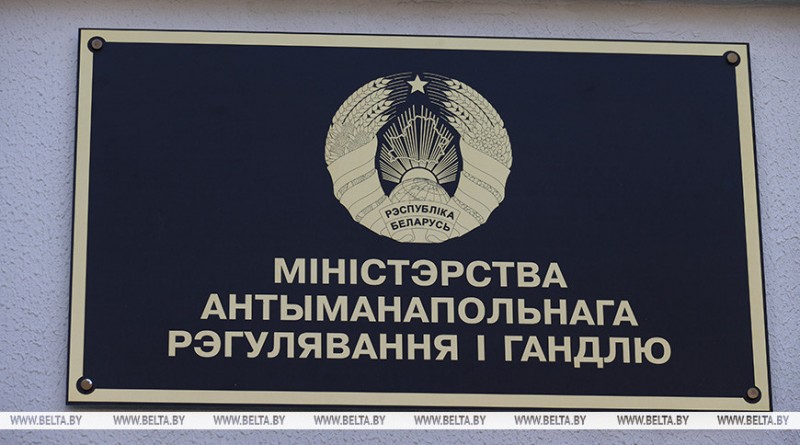 РЭСПУБЛІКА
БЕЛАРУСЬ
МІНІСТЭРСТВА
АНТЫМАНАПОЛЬНАГА
РЭГУЛЯВАННЯ І ГАНДЛЮ
WWW.BELTA.BY WWW.BELTA.BY WWW.BELTA.BY WWW.BELTA.BY WWW.BELTA.BY WWW.BELTA.BY WWW.BELTA.BY WWW.BELTA.BY